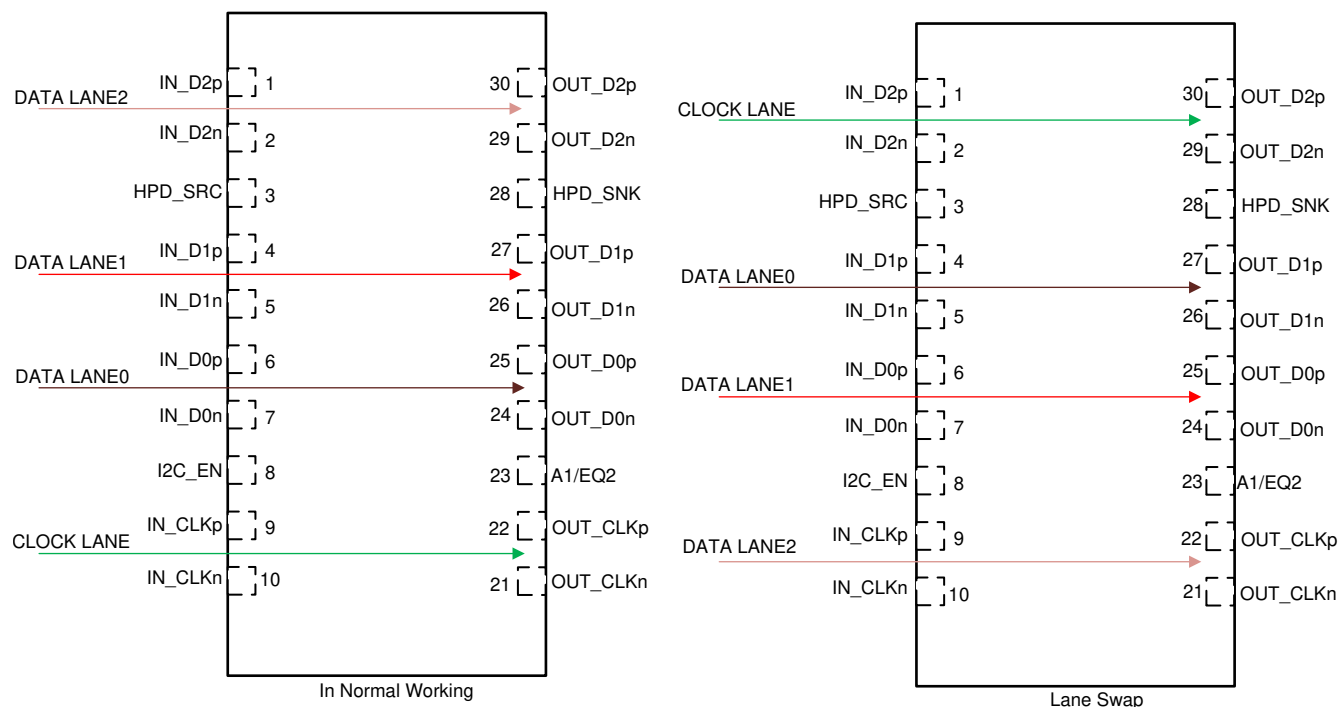 IN_D2p 1 30 OUT_D2p
DATA LANE2
IN_D2n 2 29 OUT_D2n
HPD_SRC 3 28 HPD_SNK
IN_D1p 4 27 OUT_D1p
DATA LANE1
IN_D1n 5 26 OUT_D1n
IN_D0p 6 25 OUT_D0p
DATA LANE0
IN_D0n 7 24 OUT_D0n
I2C_EN 8 23 A1/EQ2
IN_CLKp 9 22 OUT_CLKp
CLOCK LANE
IN_CLKn 10 21 OUT_CLKn
In Normal Working
IN_D2p 1 30 OUT_D2p
CLOCK LANE
IN_D2n 2 29 OUT_D2n
HPD_SRC 3 28 HPD_SNK
IN_D1p 4 27 OUT_D1p
DATA LANE0
IN_D1n 5 26 OUT_D1n
IN_D0p 6 25 OUT_D0p
DATA LANE1
IN_D0n 7 24 OUT_D0n
I2C_EN 8 23 A1/EQ2
IN_CLKp 9 22 OUT_CLKp
DATA LANE2
IN_CLKn 10 21 OUT_CLKn
Lane Swap